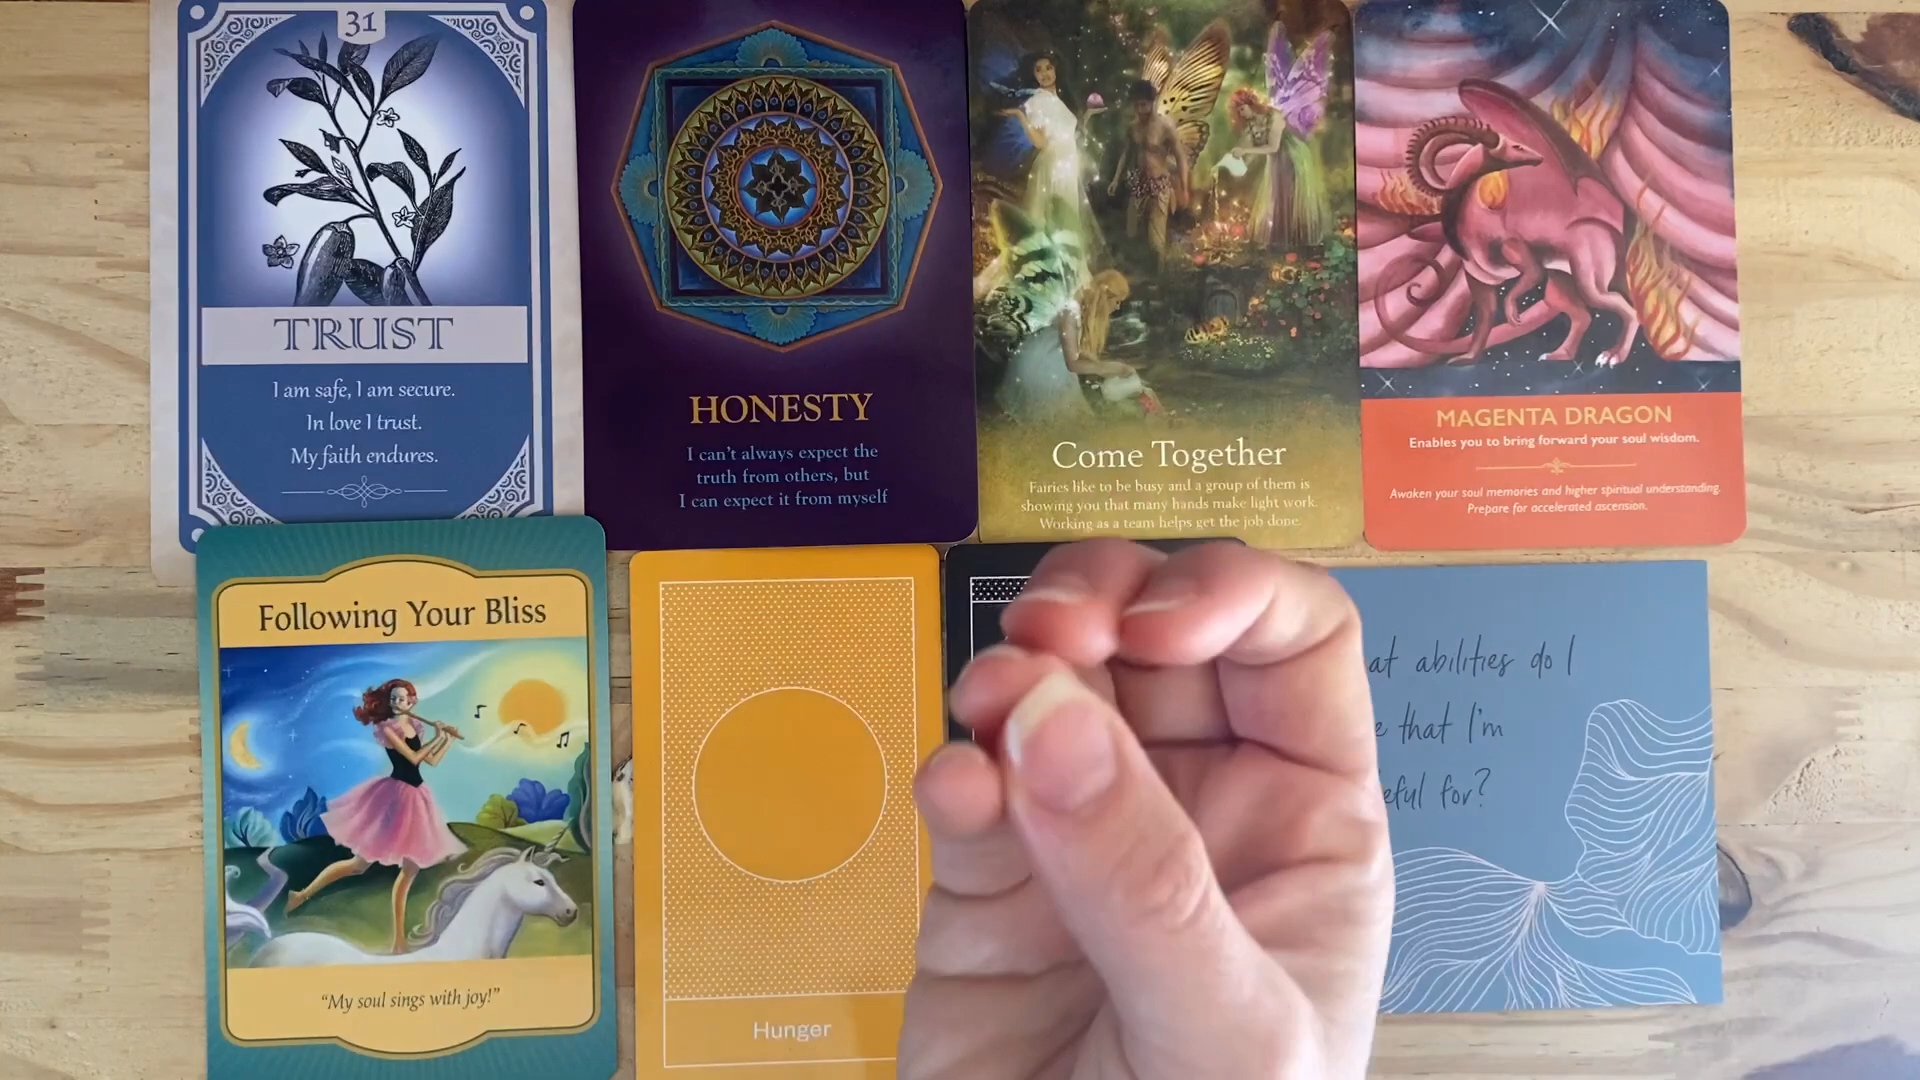 31
TRUST
I am safe, I am secure.
In love I trust.
My faith endures.
HONESTY
I can't always expect the
truth from others, but
I can expect it from myself
Come Together
Fairies like to be busy and a group of them is
showing you that many hands make light work.
Working as a team helps get the job done.
MAGENTA DRAGON
Enables you to bring forward your soul wisdom.
Awaken your soul memories and higher spiritual understanding.
Prepare for accelerated ascension.
Following Your Bliss
"My soul sings with joy!"
Hunger
abilities do I
that I'm
for?